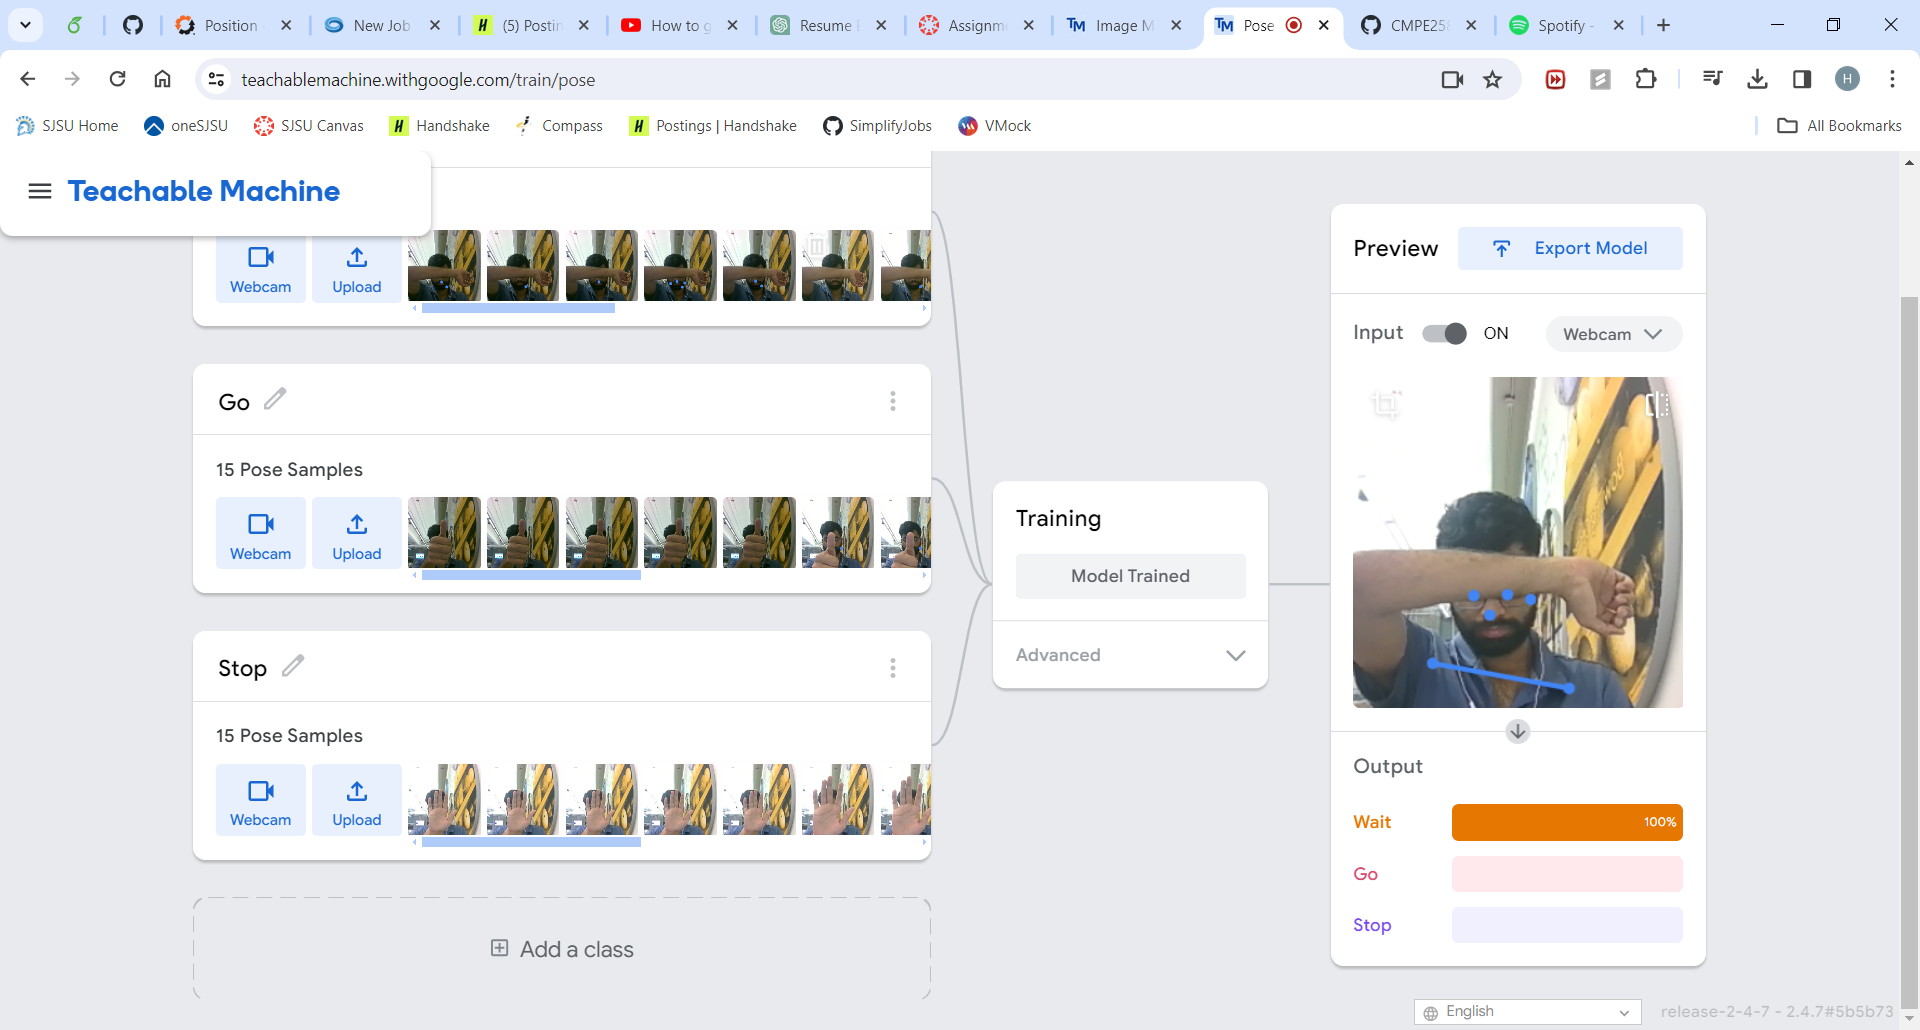 Position
New Job
(5) Postin
How to g
Resume F
Assignme
Image M
Pose
CMPE25
Spotify -
teachablemachine.withgoogle.com/train/pose
H
SJSU Home
oneSJSU
SJSU Canvas
Handshake
Compass
Postings | Handshake
SimplifyJobs
VMock
All Bookmarks
Teachable Machine
Webcam
Upload
Go
15 Pose Samples
Webcam
Upload
Stop
15 Pose Samples
Webcam
Upload
Add a class
Training
Model Trained
Advanced
Preview
Export Model
Input
ON
Webcam
Output
Wait
100%
Go
Stop
English
release-2-4-7 - 2.4.7#5b5b73